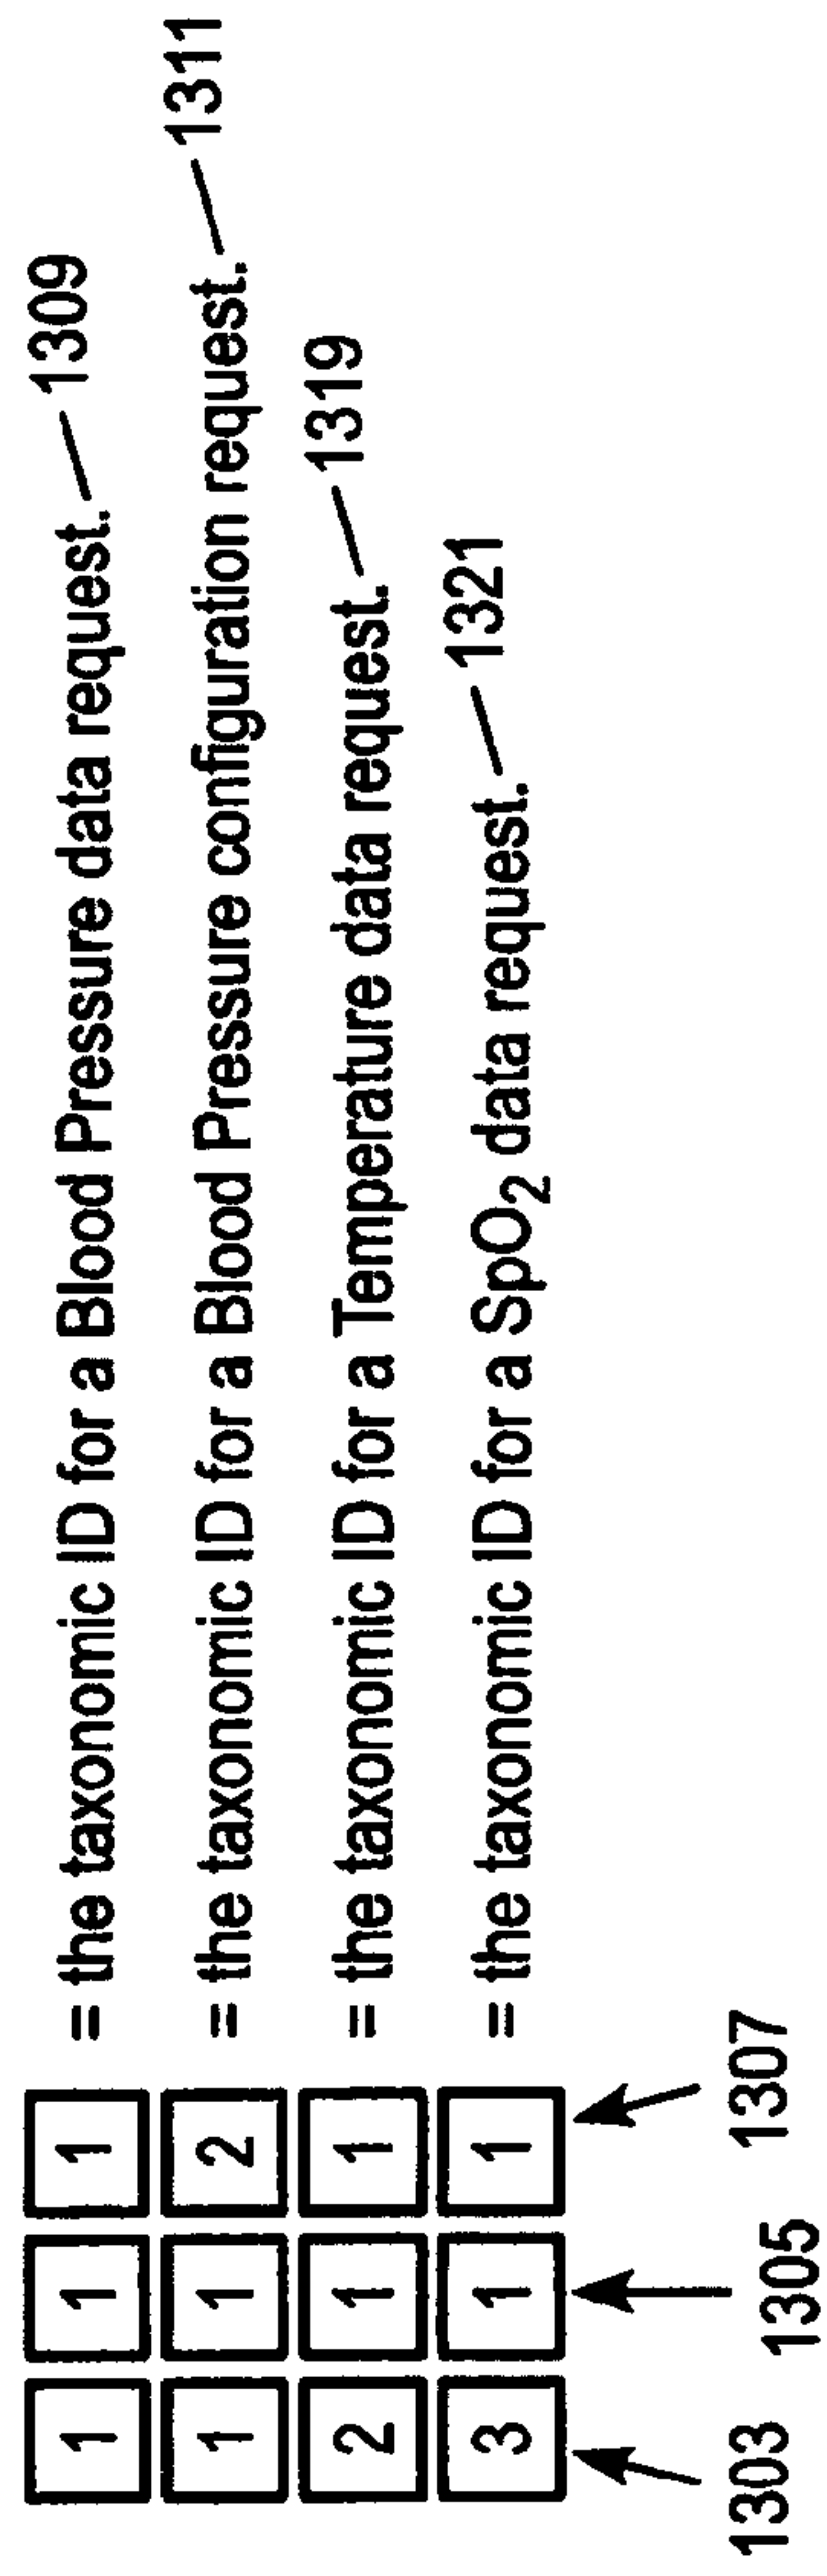 1 1 1 = the taxonomic ID for a Blood Pressure data request. 1309
1 1 2 = the taxonomic ID for a Blood Pressure configuration request. 1311
2 1 1 = the taxonomic ID for a Temperature data request. 1319
3 1 1 = the taxonomic ID for a SpO₂ data request. 1321
1303 1305 1307